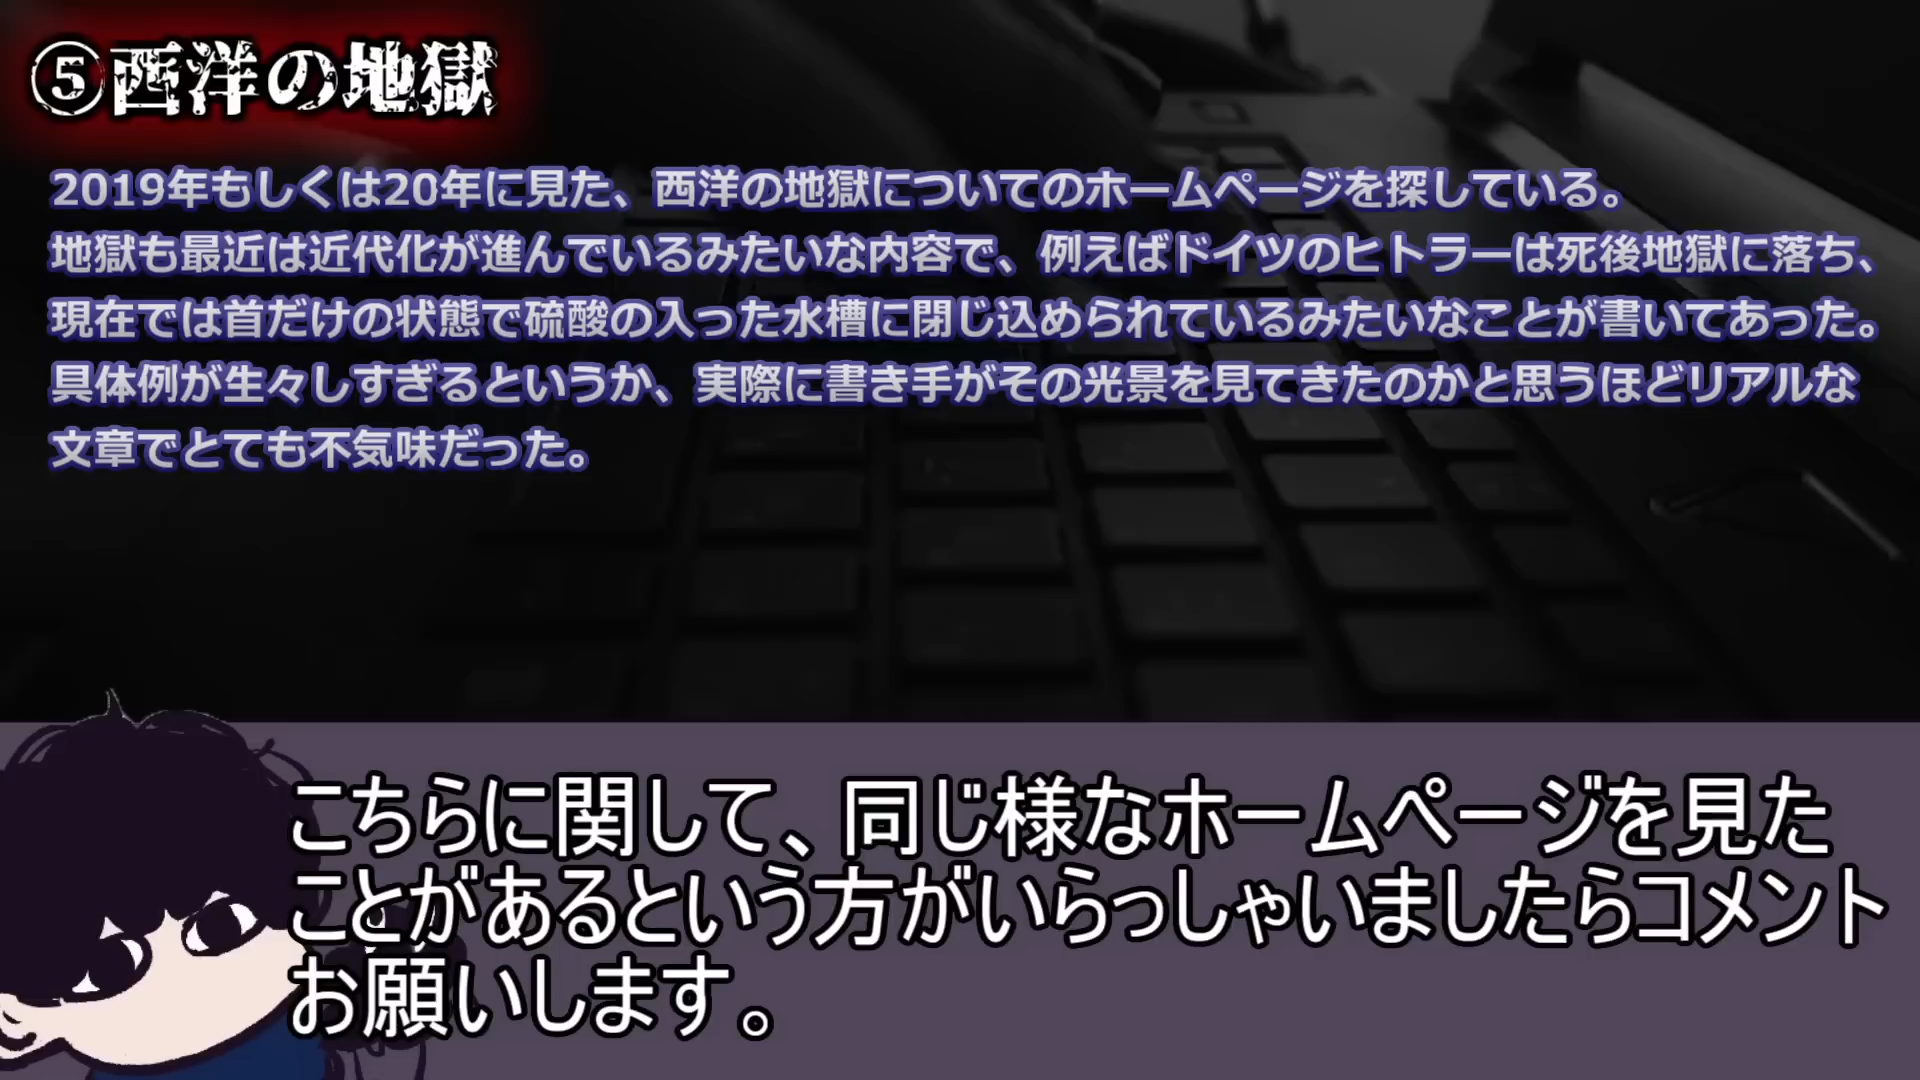 ⑤西洋の地獄
2019年もしくは20年に見た、西洋の地獄についてのホームページを探している。
地獄も最近は近代化が進んでいるみたいな内容で、例えばドイツのヒトラーは死後地獄に落ち、
現在では首だけの状態で硫酸の入った水槽に閉じ込められているみたいなことが書いてあった。
具体例が生々しすぎるというか、実際に書き手がその光景を見てきたのかと思うほどリアルな
文章でとても不気味だった。
こちらに関して、同じ様なホームページを見た
ことがあるという方がいらっしゃいましたらコメント
お願いします。